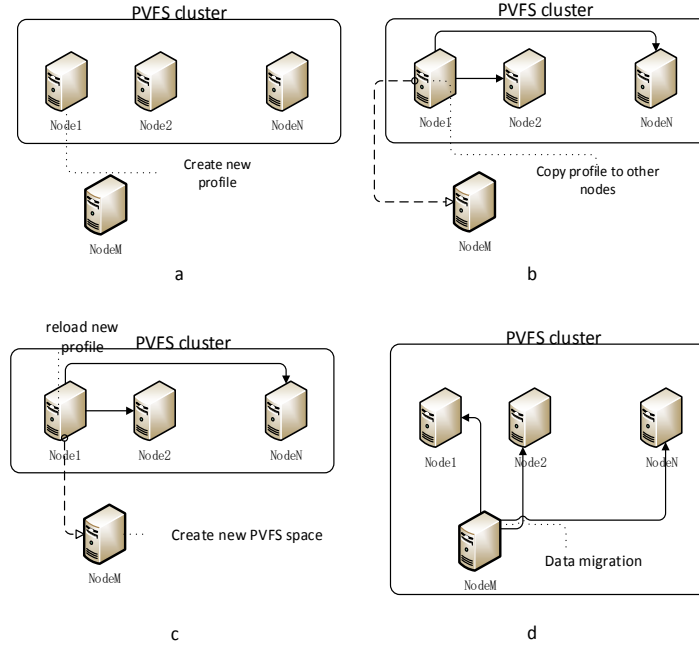 PVFS cluster
Node1
Node2
NodeN
Create new
profile
NodeM
a
PVFS cluster
Node1
Node2
NodeN
Copy profile to other
nodes
NodeM
b
reload new
profile
PVFS cluster
Node1
Node2
NodeN
Create new PVFS space
NodeM
c
PVFS cluster
Node1
Node2
NodeN
Data migration
NodeM
d